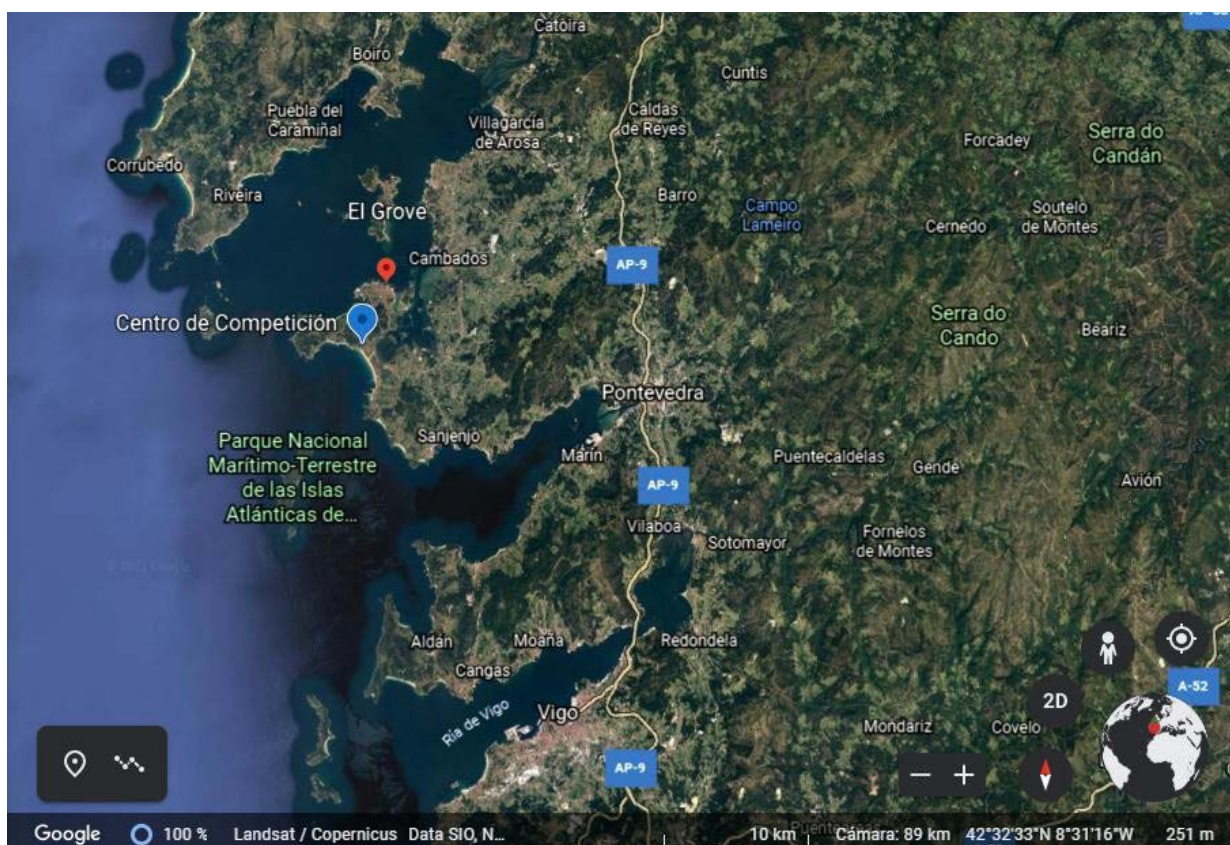 Catoira
Bóiro
Cuntis
Puebla del
Caramiñal
Villagarcía
de Arosa
Caldas
de Reyes
Forcadey
Serra do
Candán
Corrubedo
Riveira
El Grove
Barro
Campo
Lameiro
Cernedo
Soutelo
de Montes
Cambados
AP-9
Centro de Competición
Serra do
Cando
Beariz
Pontevedra
Parque Nacional
Marítimo-Terrestre
de las Islas
Atlánticas de...
Sanjenjo
Marín
Puentecaldelas
Gende
Avión
AP-9
Vilaboa
Sotomayor
Fornelos
de Montes
Aldán
Moaña
Cangas
Redondela
Ria de Vigo
Vigo
2D
A-52
Mondariz
Covelo
AP-9
Google
100 %
Landsat / Copernicus Data SIO, N...
10 km
Cámara: 89 km
42°32'33"N 8°31'16"W
251 m